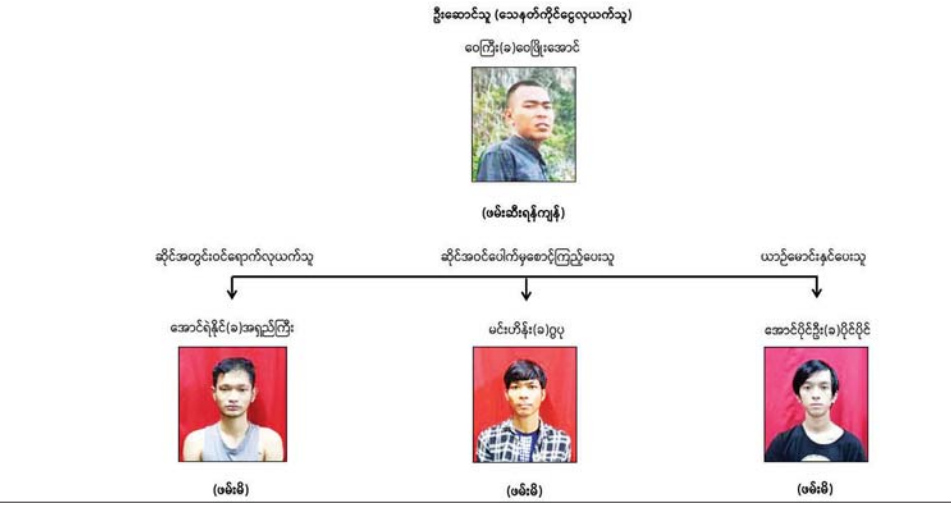 ဦးဆောင်သူ (သေနတ်ကိုင်ငွေလုယက်သူ)
ဝေကြီး(ခ)ဝေဖြိုးအောင်
(ဖမ်းဆီးရန်ကျန်)
ဆိုင်အတွင်းဝင်ရောက်လုယက်သူ
ဆိုင်အဝင်ပေါက်မှစောင့်ကြည့်ပေးသူ
ယာဉ်မောင်းနှင်ပေးသူ
အောင်ရဲနိုင်(ခ)အရှည်ကြီး
မင်းဟိန်း(ခ)ဂွပု
အောင်ပိုင်ဦး(ခ)ပိုင်ပိုင်
(ဖမ်းမိ)
(ဖမ်းမိ)
(ဖမ်းမိ)